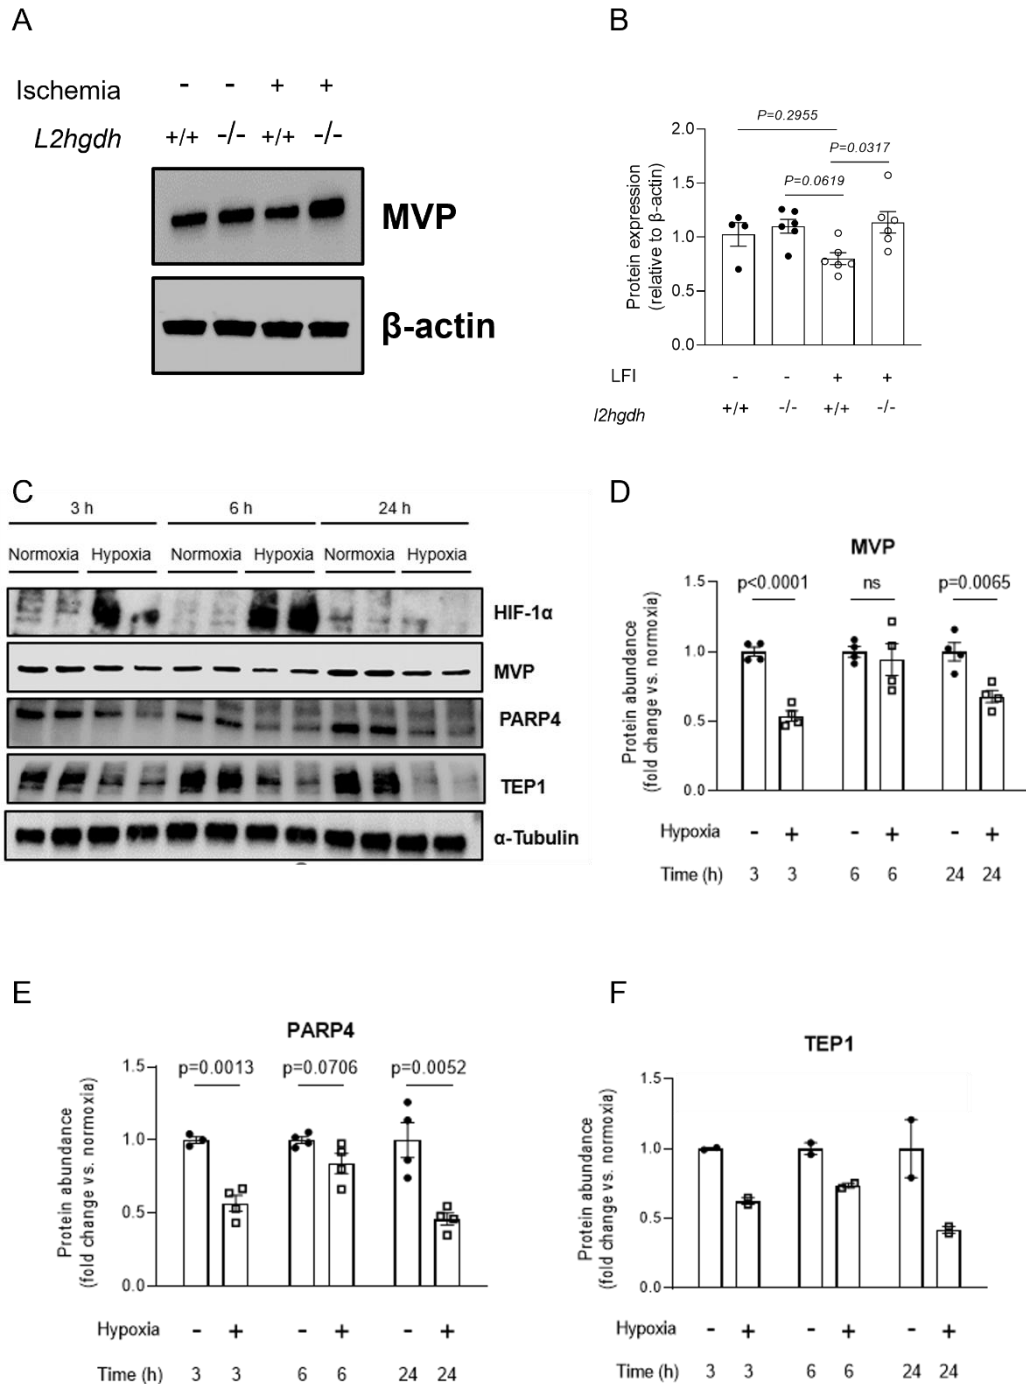 A
Ischemia - - + +
L2hgdh +/+ -/- +/+ -/-
MVP
β-actin
B
P=0.2955
P=0.0317
P=0.0619
2.0
1.5
1.0
0.5
0.0
Protein expression
(relative to β-actin)
LFI - - + +
l2hgdh +/+ -/- +/+ -/-
C
3 h 6 h 24 h
Normoxia Hypoxia Normoxia Hypoxia Normoxia Hypoxia
HIF-1α
MVP
PARP4
TEP1
α-Tubulin
D
MVP
p<0.0001 ns p=0.0065
1.5
1.0
0.5
0.0
Protein abundance
(fold change vs. normoxia)
Hypoxia - + - + - +
Time (h) 3 3 6 6 24 24
E
PARP4
p=0.0013 p=0.0706 p=0.0052
1.5
1.0
0.5
0.0
Protein abundance
(fold change vs. normoxia)
Hypoxia - + - + - +
Time (h) 3 3 6 6 24 24
F
TEP1
1.5
1.0
0.5
0.0
Protein abundance
(fold change vs. normoxia)
Hypoxia - + - + - +
Time (h) 3 3 6 6 24 24